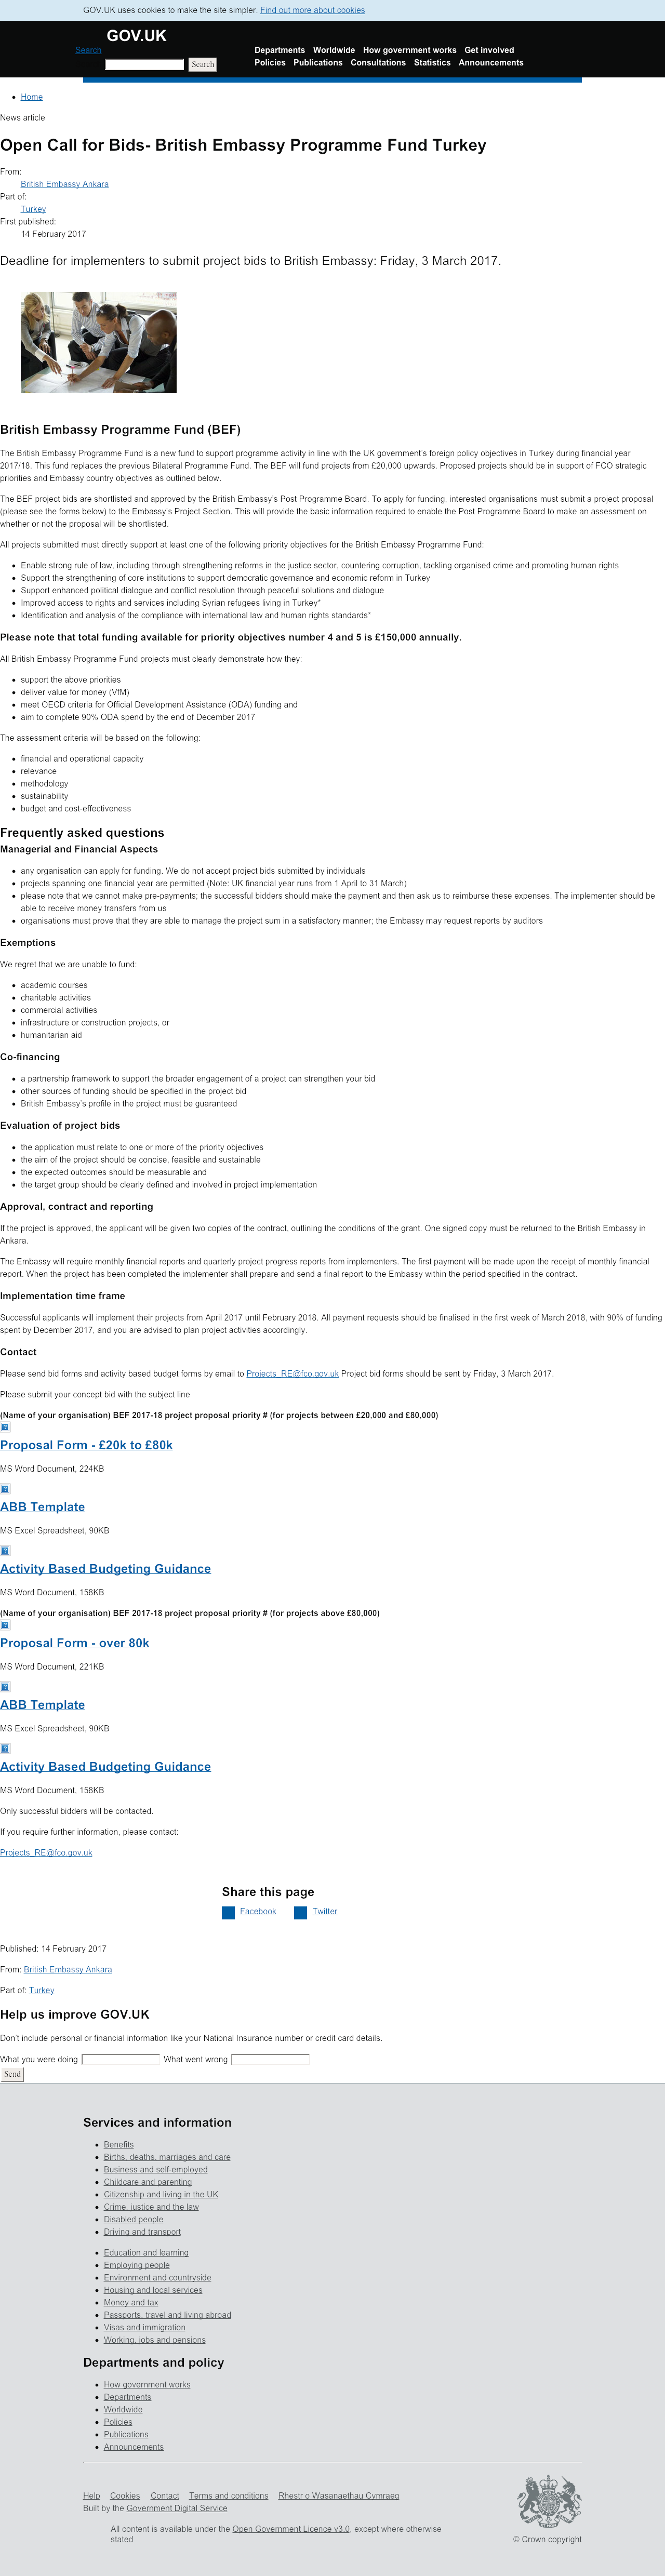 GOV.UK uses cookies to make the site simpler. Find out more about cookies
GOV.UK
Search
Search
Departments Worldwide How government works Get involved
Policies Publications Consultations Statistics Announcements
Home
News article
Open Call for Bids- British Embassy Programme Fund Turkey
From:
British Embassy Ankara
Part of:
Turkey
First published:
14 February 2017
Deadline for implementers to submit project bids to British Embassy: Friday, 3 March 2017.
British Embassy Programme Fund (BEF)
The British Embassy Programme Fund is a new fund to support programme activity in line with the UK government's foreign policy objectives in Turkey during financial year
2017/18. This fund replaces the previous Bilateral Programme Fund. The BEF will fund projects from £20,000 upwards. Proposed projects should be in support of FCO strategic
priorities and Embassy country objectives as outlined below.
The BEF project bids are shortlisted and approved by the British Embassy's Post Programme Board. To apply for funding, interested organisations must submit a project proposal
(please see the forms below) to the Embassy's Project Section. This will provide the basic information required to enable the Post Programme Board to make an assessment on
whether or not the proposal will be shortlisted.
All projects submitted must directly support at least one of the following priority objectives for the British Embassy Programme Fund:
Enable strong rule of law, including through strengthening reforms in the justice sector, countering corruption, tackling organised crime and promoting human rights
Support the strengthening of core institutions to support democratic governance and economic reform in Turkey
Support enhanced political dialogue and conflict resolution through peaceful solutions and dialogue
Improved access to rights and services including Syrian refugees living in Turkey*
Identification and analysis of the compliance with international law and human rights standards*
Please note that total funding available for priority objectives number 4 and 5 is £150,000 annually.
All British Embassy Programme Fund projects must clearly demonstrate how they:
support the above priorities
deliver value for money (VfM)
meet OECD criteria for Official Development Assistance (ODA) funding and
aim to complete 90% ODA spend by the end of December 2017
The assessment criteria will be based on the following:
financial and operational capacity
relevance
methodology
sustainability
budget and cost-effectiveness
Frequently asked questions
Managerial and Financial Aspects
any organisation can apply for funding. We do not accept project bids submitted by individuals
projects spanning one financial year are permitted (Note: UK financial year runs from 1 April to 31 March)
please note that we cannot make pre-payments; the successful bidders should make the payment and then ask us to reimburse these expenses. The implementer should be
able to receive money transfers from us
organisations must prove that they are able to manage the project sum in a satisfactory manner; the Embassy may request reports by auditors
Exemptions
We regret that we are unable to fund:
academic courses
charitable activities
commercial activities
infrastructure or construction projects, or
humanitarian aid
Co-financing
a partnership framework to support the broader engagement of a project can strengthen your bid
other sources of funding should be specified in the project bid
British Embassy's profile in the project must be guaranteed
Evaluation of project bids
the application must relate to one or more of the priority objectives
the aim of the project should be concise, feasible and sustainable
the expected outcomes should be measurable and
the target group should be clearly defined and involved in project implementation
Approval, contract and reporting
If the project is approved, the applicant will be given two copies of the contract, outlining the conditions of the grant. One signed copy must be returned to the British Embassy in
Ankara.
The Embassy will require monthly financial reports and quarterly project progress reports from implementers. The first payment will be made upon the receipt of monthly financial
report. When the project has been completed the implementer shall prepare and send a final report to the Embassy within the period specified in the contract.
Implementation time frame
Successful applicants will implement their projects from April 2017 until February 2018. All payment requests should be finalised in the first week of March 2018, with 90% of funding
spent by December 2017, and you are advised to plan project activities accordingly.
Contact
Please send bid forms and activity based budget forms by email to Projects_RE@fco.gov.uk Project bid forms should be sent by Friday, 3 March 2017.
Please submit your concept bid with the subject line
(Name of your organisation) BEF 2017-18 project proposal priority # (for projects between £20,000 and £80,000)
Proposal Form - £20k to £80k
MS Word Document, 224KB
ABB Template
MS Excel Spreadsheet, 90KB
Activity Based Budgeting Guidance
MS Word Document, 158KB
(Name of your organisation) BEF 2017-18 project proposal priority # (for projects above £80,000)
Proposal Form - over 80k
MS Word Document, 221KB
ABB Template
MS Excel Spreadsheet, 90KB
Activity Based Budgeting Guidance
MS Word Document, 158KB
Only successful bidders will be contacted.
If you require further information, please contact:
Projects_RE@fco.gov.uk
Share this page
Facebook Twitter
Published: 14 February 2017
From: British Embassy Ankara
Part of: Turkey
Help us improve GOV.UK
Don't include personal or financial information like your National Insurance number or credit card details.
What you were doing What went wrong
Send
Services and information
Benefits
Births, deaths, marriages and care
Business and self-employed
Childcare and parenting
Citizenship and living in the UK
Crime, justice and the law
Disabled people
Driving and transport
Education and learning
Employing people
Environment and countryside
Housing and local services
Money and tax
Passports, travel and living abroad
Visas and immigration
Working, jobs and pensions
Departments and policy
How government works
Departments
Worldwide
Policies
Publications
Announcements
Help Cookies Contact Terms and conditions Rhestr o Wasanaethau Cymraeg
Built by the Government Digital Service
All content is available under the Open Government Licence v3.0, except where otherwise
stated
© Crown copyright